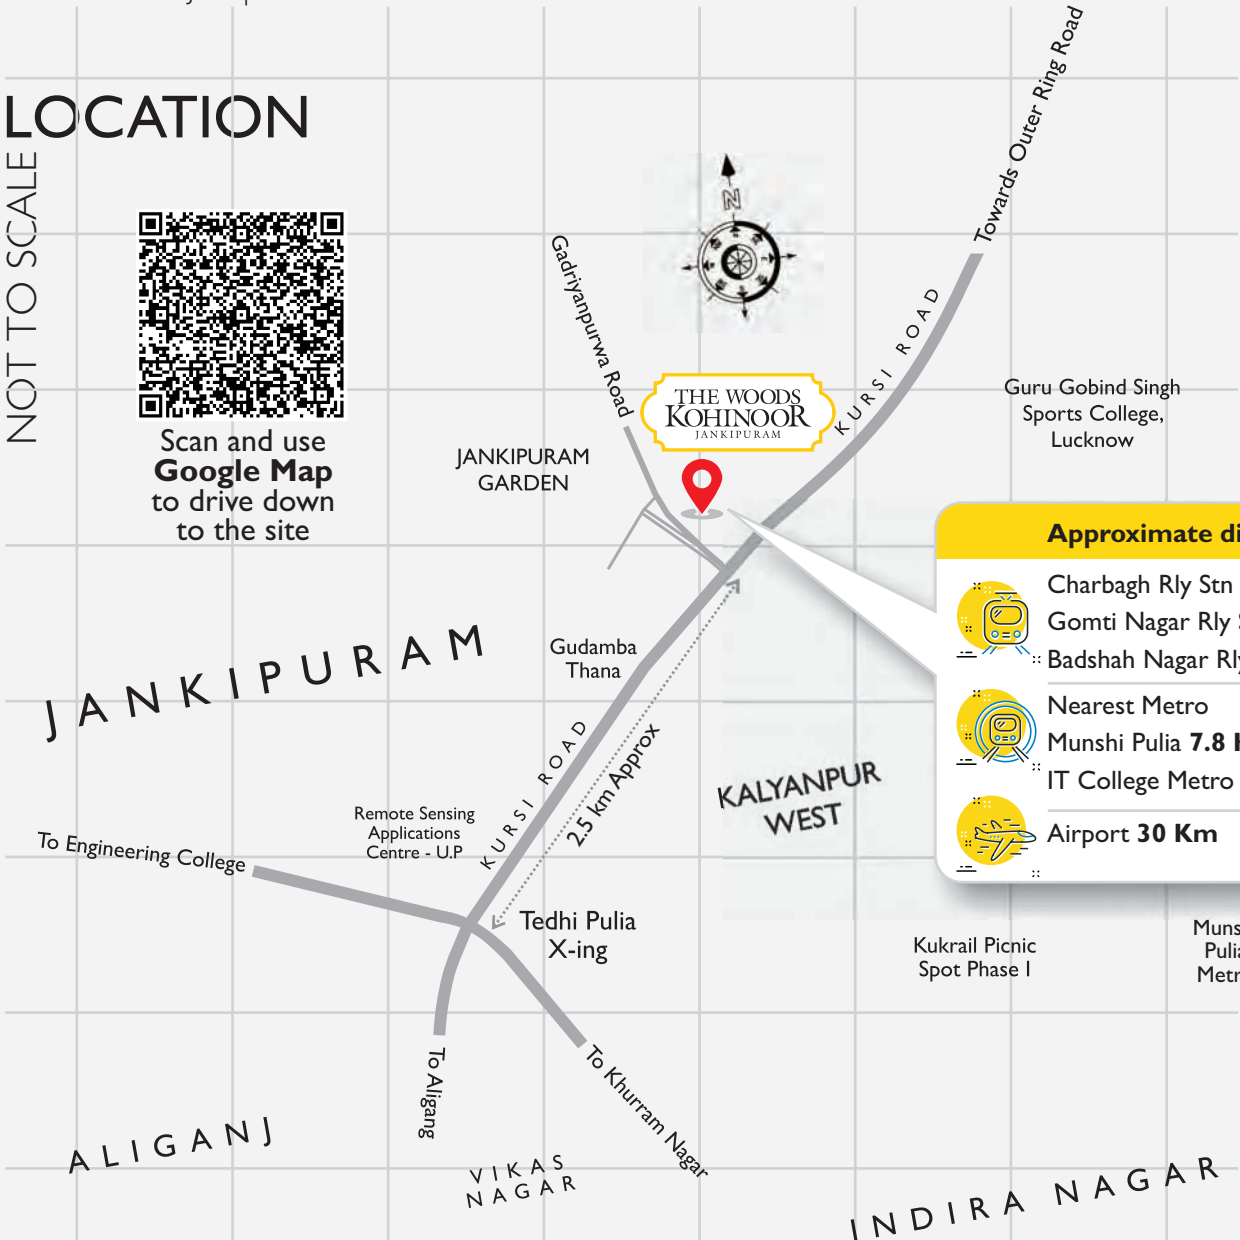 LOCATION
NOT TO SCALE
Scan and use
Google Map
to drive down
to the site
N
Towards Outer Ring Road
Gadriyanpurwa Road
KURSI ROAD
THE WOODS
KOHINOOR
JANKIPURAM
Guru Gobind Singh
Sports College,
Lucknow
JANKIPURAM
GARDEN
Approximate di
Charbagh Rly Stn
Gomti Nagar Rly S
Badshah Nagar Rly
Nearest Metro
Munshi Pulia 7.8 K
IT College Metro
Airport 30 Km
JANKIPURAM
Gudamba
Thana
KURSI ROAD
2.5 km Approx
KALYANPUR
WEST
Remote Sensing
Applications
Centre - U.P
To Engineering College
Tedhi Pulia
X-ing
Kukrail Picnic
Spot Phase I
Muns
Pulia
Metr
To Aligang
To Khurram Nagar
ALIGANJ
VIKAS
NAGAR
INDIRA NAGAR